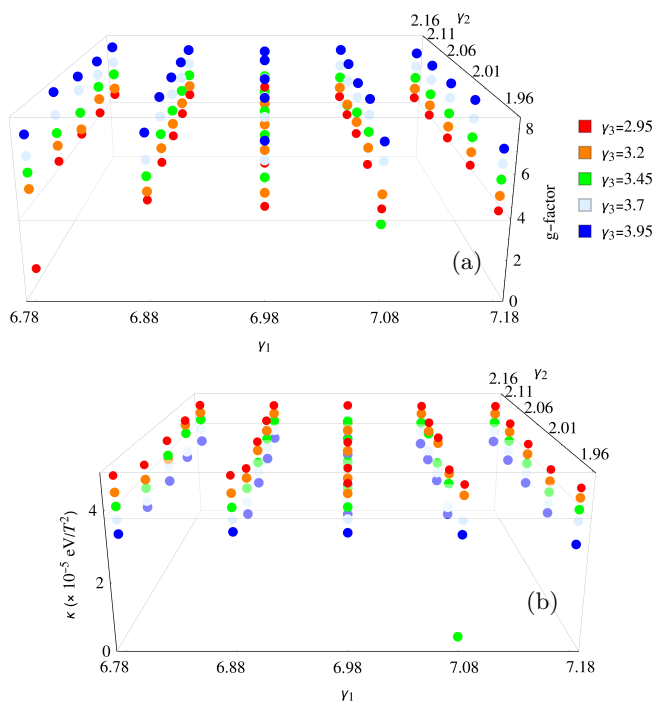 2.16 γ2
2.11
2.06
2.01
1.96
8
6
4
2
0
g-factor
γ3=2.95
γ3=3.2
γ3=3.45
γ3=3.7
γ3=3.95
(a)
6.78 6.88 6.98 7.08 7.18
γ1
2.16 γ2
2.11
2.06
2.01
1.96
4
2
0
κ (× 10⁻⁵ eV/T²)
(b)
6.78 6.88 6.98 7.08 7.18
γ1